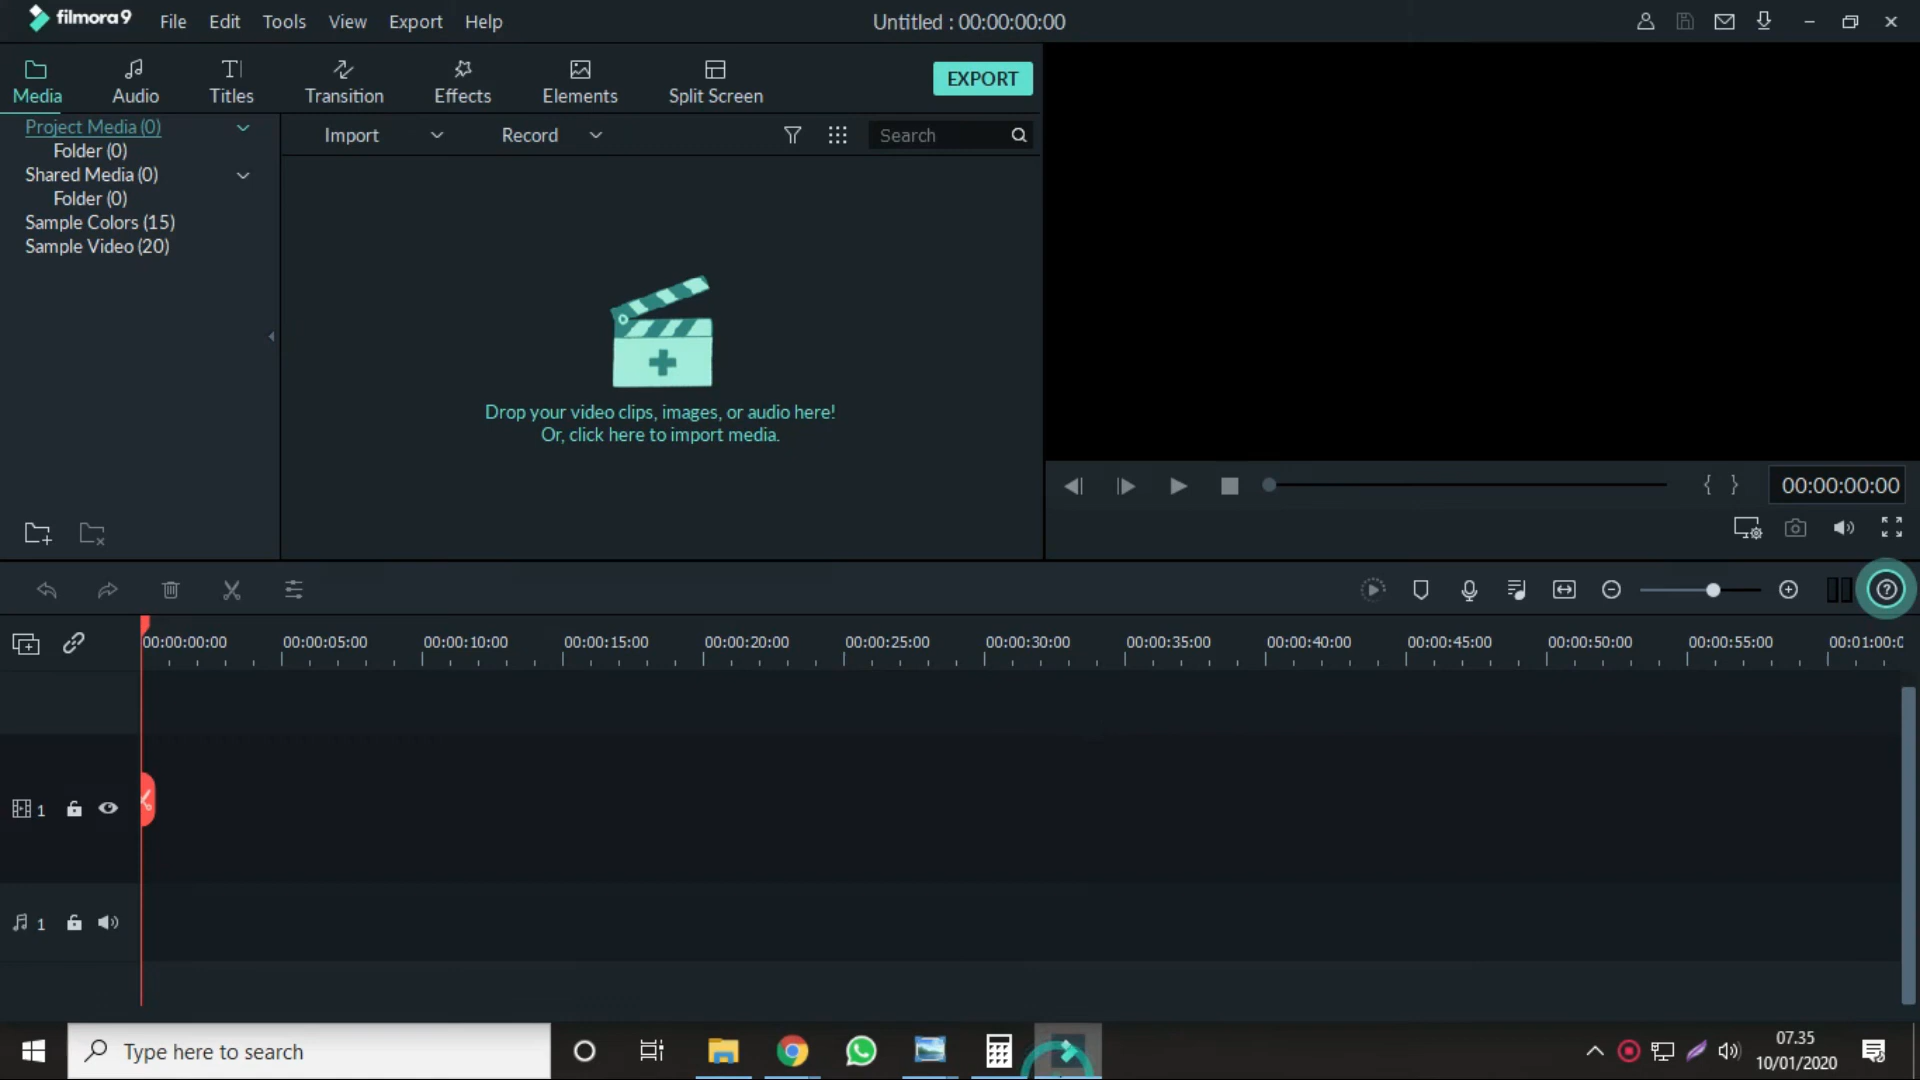 filmora9 File Edit Tools View Export Help Untitled : 00:00:00:00
Media Audio Titles Transition Effects Elements Split Screen EXPORT
Project Media (0)
Folder (0)
Shared Media (0)
Folder (0)
Sample Colors (15)
Sample Video (20)
Import Record Search
Drop your video clips, images, or audio here!
Or, click here to import media.
{ } 00:00:00:00
00:00:00:00 00:00:05:00 00:00:10:00 00:00:15:00 00:00:20:00 00:00:25:00 00:00:30:00 00:00:35:00 00:00:40:00 00:00:45:00 00:00:50:00 00:00:55:00 00:01:00:0
1
1
Type here to search
07.35
10/01/2020